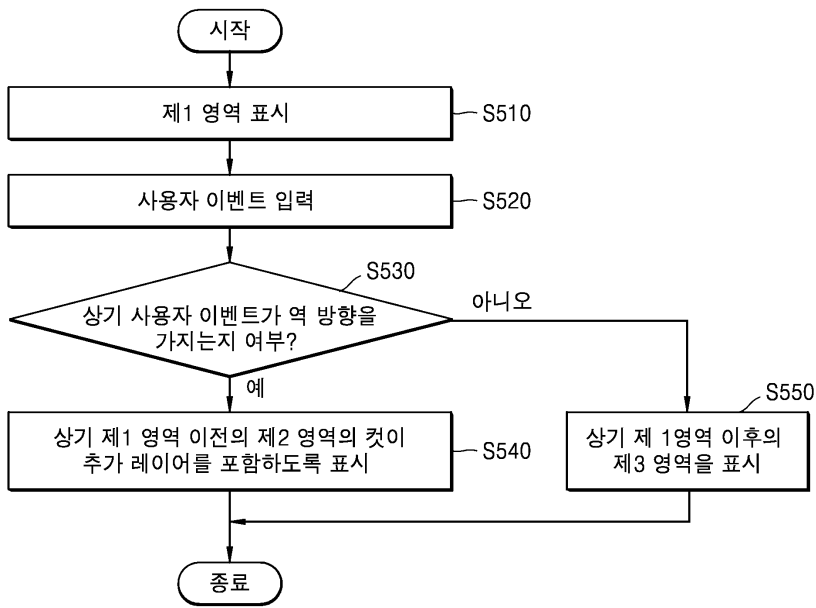 시작
제1 영역 표시
S510
사용자 이벤트 입력
S520
S530
상기 사용자 이벤트가 역 방향을
가지는지 여부?
아니오
예
S550
상기 제1 영역 이전의 제2 영역의 컷이
추가 레이어를 포함하도록 표시
S540
상기 제 1영역 이후의
제3 영역을 표시
종료